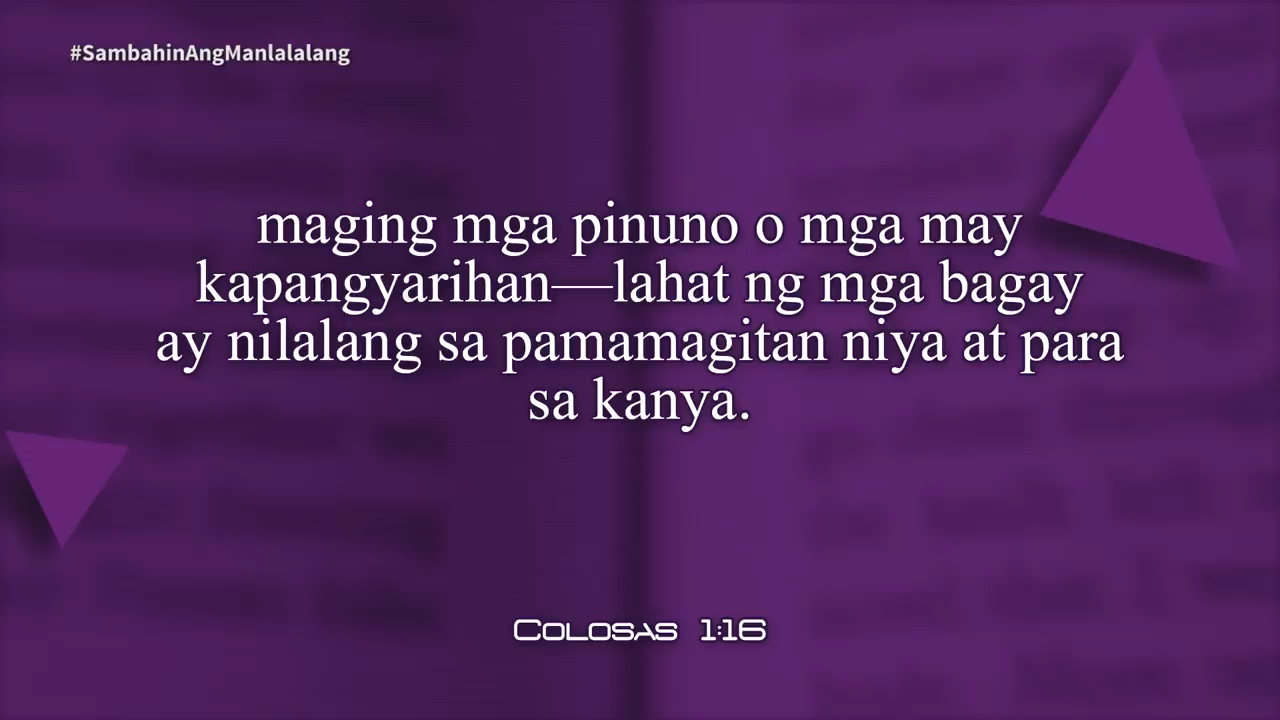 #SambahinAngManlalalang
maging mga pinuno o mga may
kapangyarihan—lahat ng mga bagay
ay nilalang sa pamamagitan niya at para
sa kanya.
Colosas 1:16